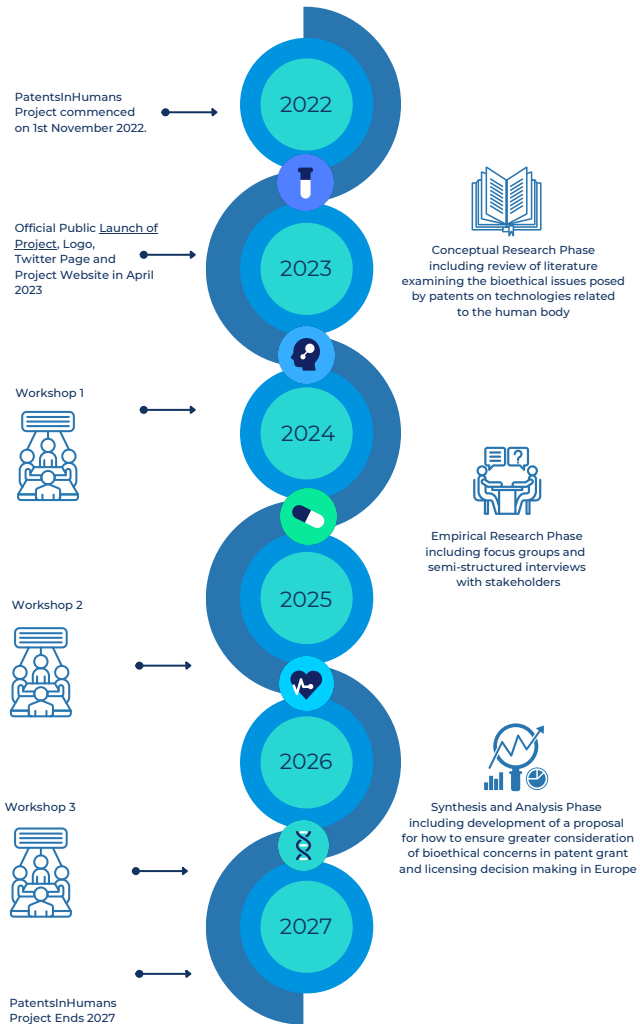 2022
PatentsInHumans
Project commenced
on 1st November 2022.
Official Public Launch of
Project, Logo,
Twitter Page and
Project Website in April
2023
2023
Conceptual Research Phase
including review of literature
examining the bioethical issues posed
by patents on technologies related
to the human body
Workshop 1
2024
Empirical Research Phase
including focus groups and
semi-structured interviews
with stakeholders
2025
Workshop 2
2026
Workshop 3
Synthesis and Analysis Phase
including development of a proposal
for how to ensure greater consideration
of bioethical concerns in patent grant
and licensing decision making in Europe
2027
PatentsInHumans
Project Ends 2027
?